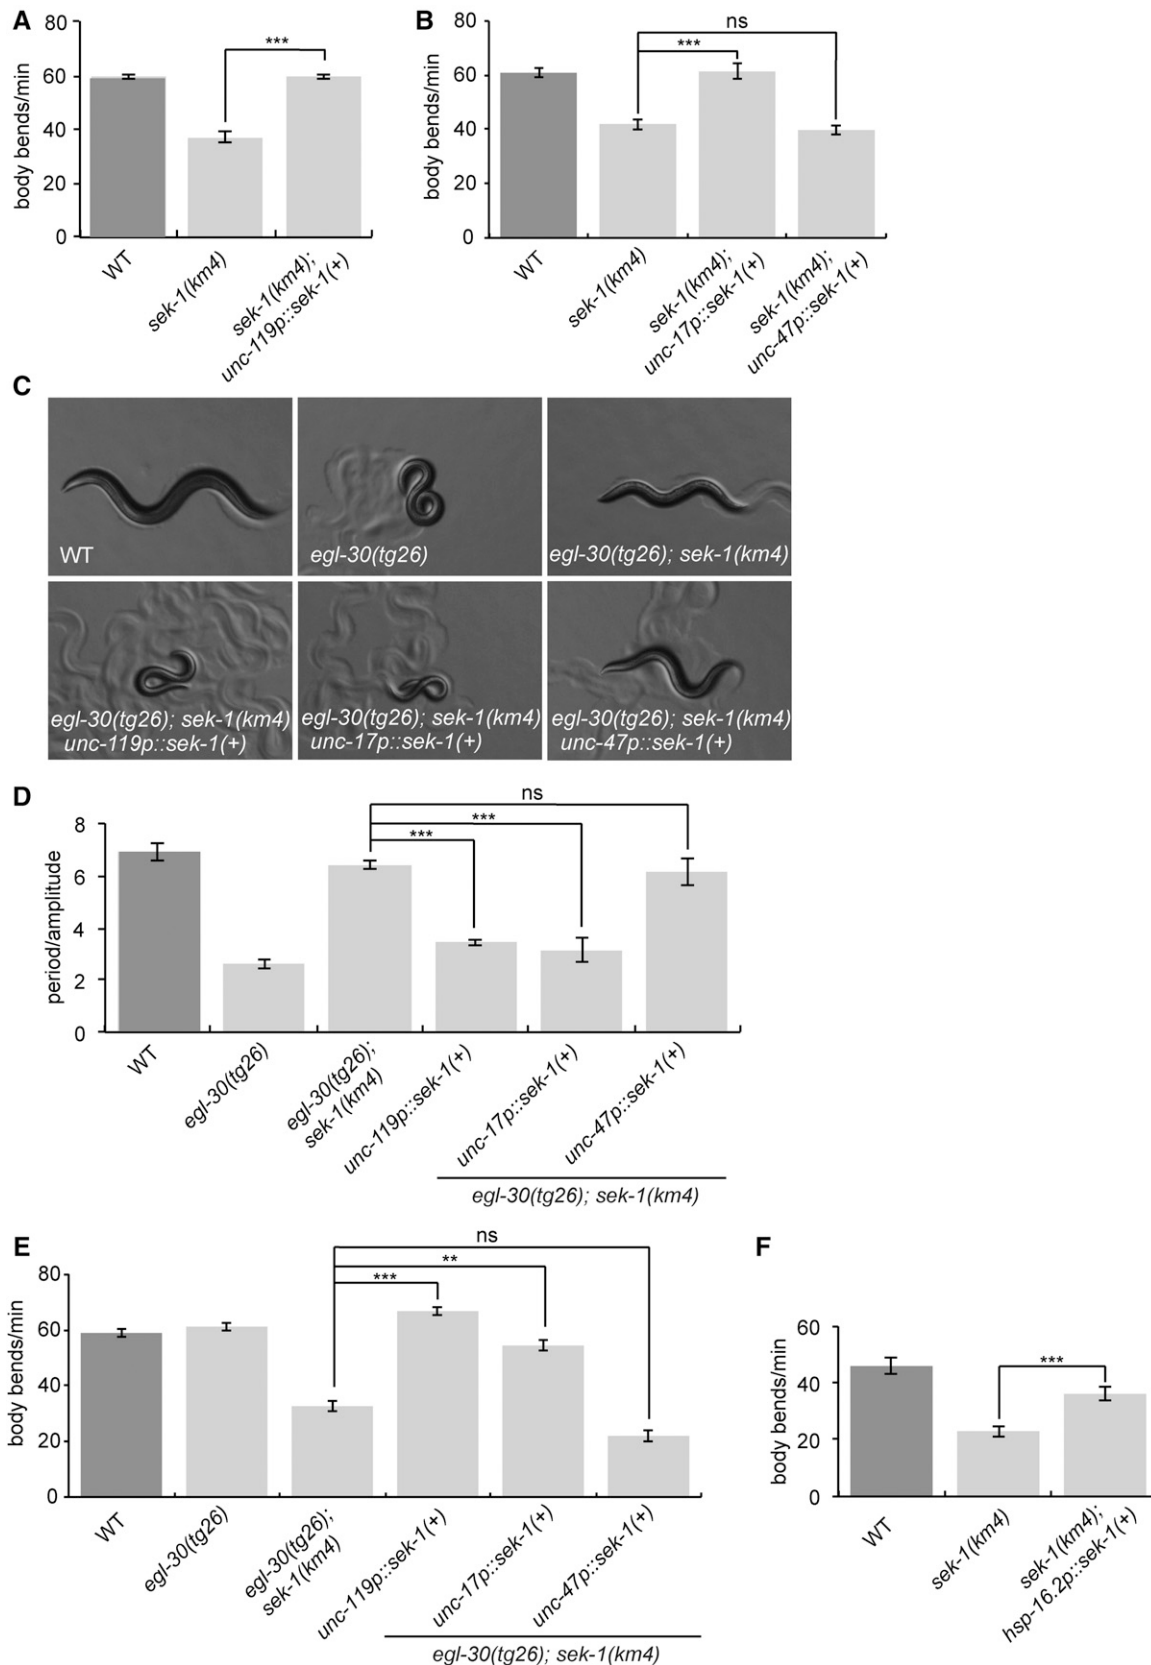 A
body bends/min
80
60
40
20
0
***
WT
sek-1(km4)
sek-1(km4);
unc-119p::sek-1(+)
B
body bends/min
80
60
40
20
0
ns
***
WT
sek-1(km4)
sek-1(km4);
unc-17p::sek-1(+)
sek-1(km4);
unc-47p::sek-1(+)
C
WT
egl-30(tg26)
egl-30(tg26); sek-1(km4)
egl-30(tg26); sek-1(km4)
unc-119p::sek-1(+)
egl-30(tg26); sek-1(km4)
unc-17p::sek-1(+)
egl-30(tg26); sek-1(km4)
unc-47p::sek-1(+)
D
period/amplitude
8
6
4
2
0
ns
***
***
WT
egl-30(tg26)
egl-30(tg26);
sek-1(km4)
unc-119p::sek-1(+)
unc-17p::sek-1(+)
unc-47p::sek-1(+)
egl-30(tg26); sek-1(km4)
E
body bends/min
80
60
40
20
0
ns
**
***
WT
egl-30(tg26)
egl-30(tg26);
sek-1(km4)
unc-119p::sek-1(+)
unc-17p::sek-1(+)
unc-47p::sek-1(+)
egl-30(tg26); sek-1(km4)
F
body bends/min
60
40
20
0
***
WT
sek-1(km4)
sek-1(km4);
hsp-16.2p::sek-1(+)